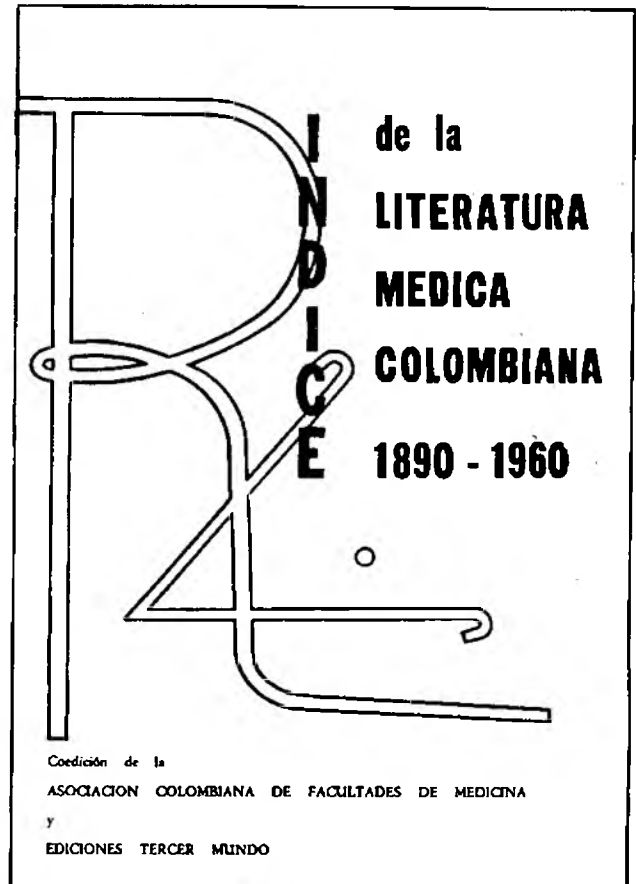 INDICE
de la
LITERATURA
MEDICA
COLOMBIANA
1890 - 1960
Coedición de la
ASOCIACION COLOMBIANA DE FACULTADES DE MEDICINA
y
EDICIONES TERCER MUNDO